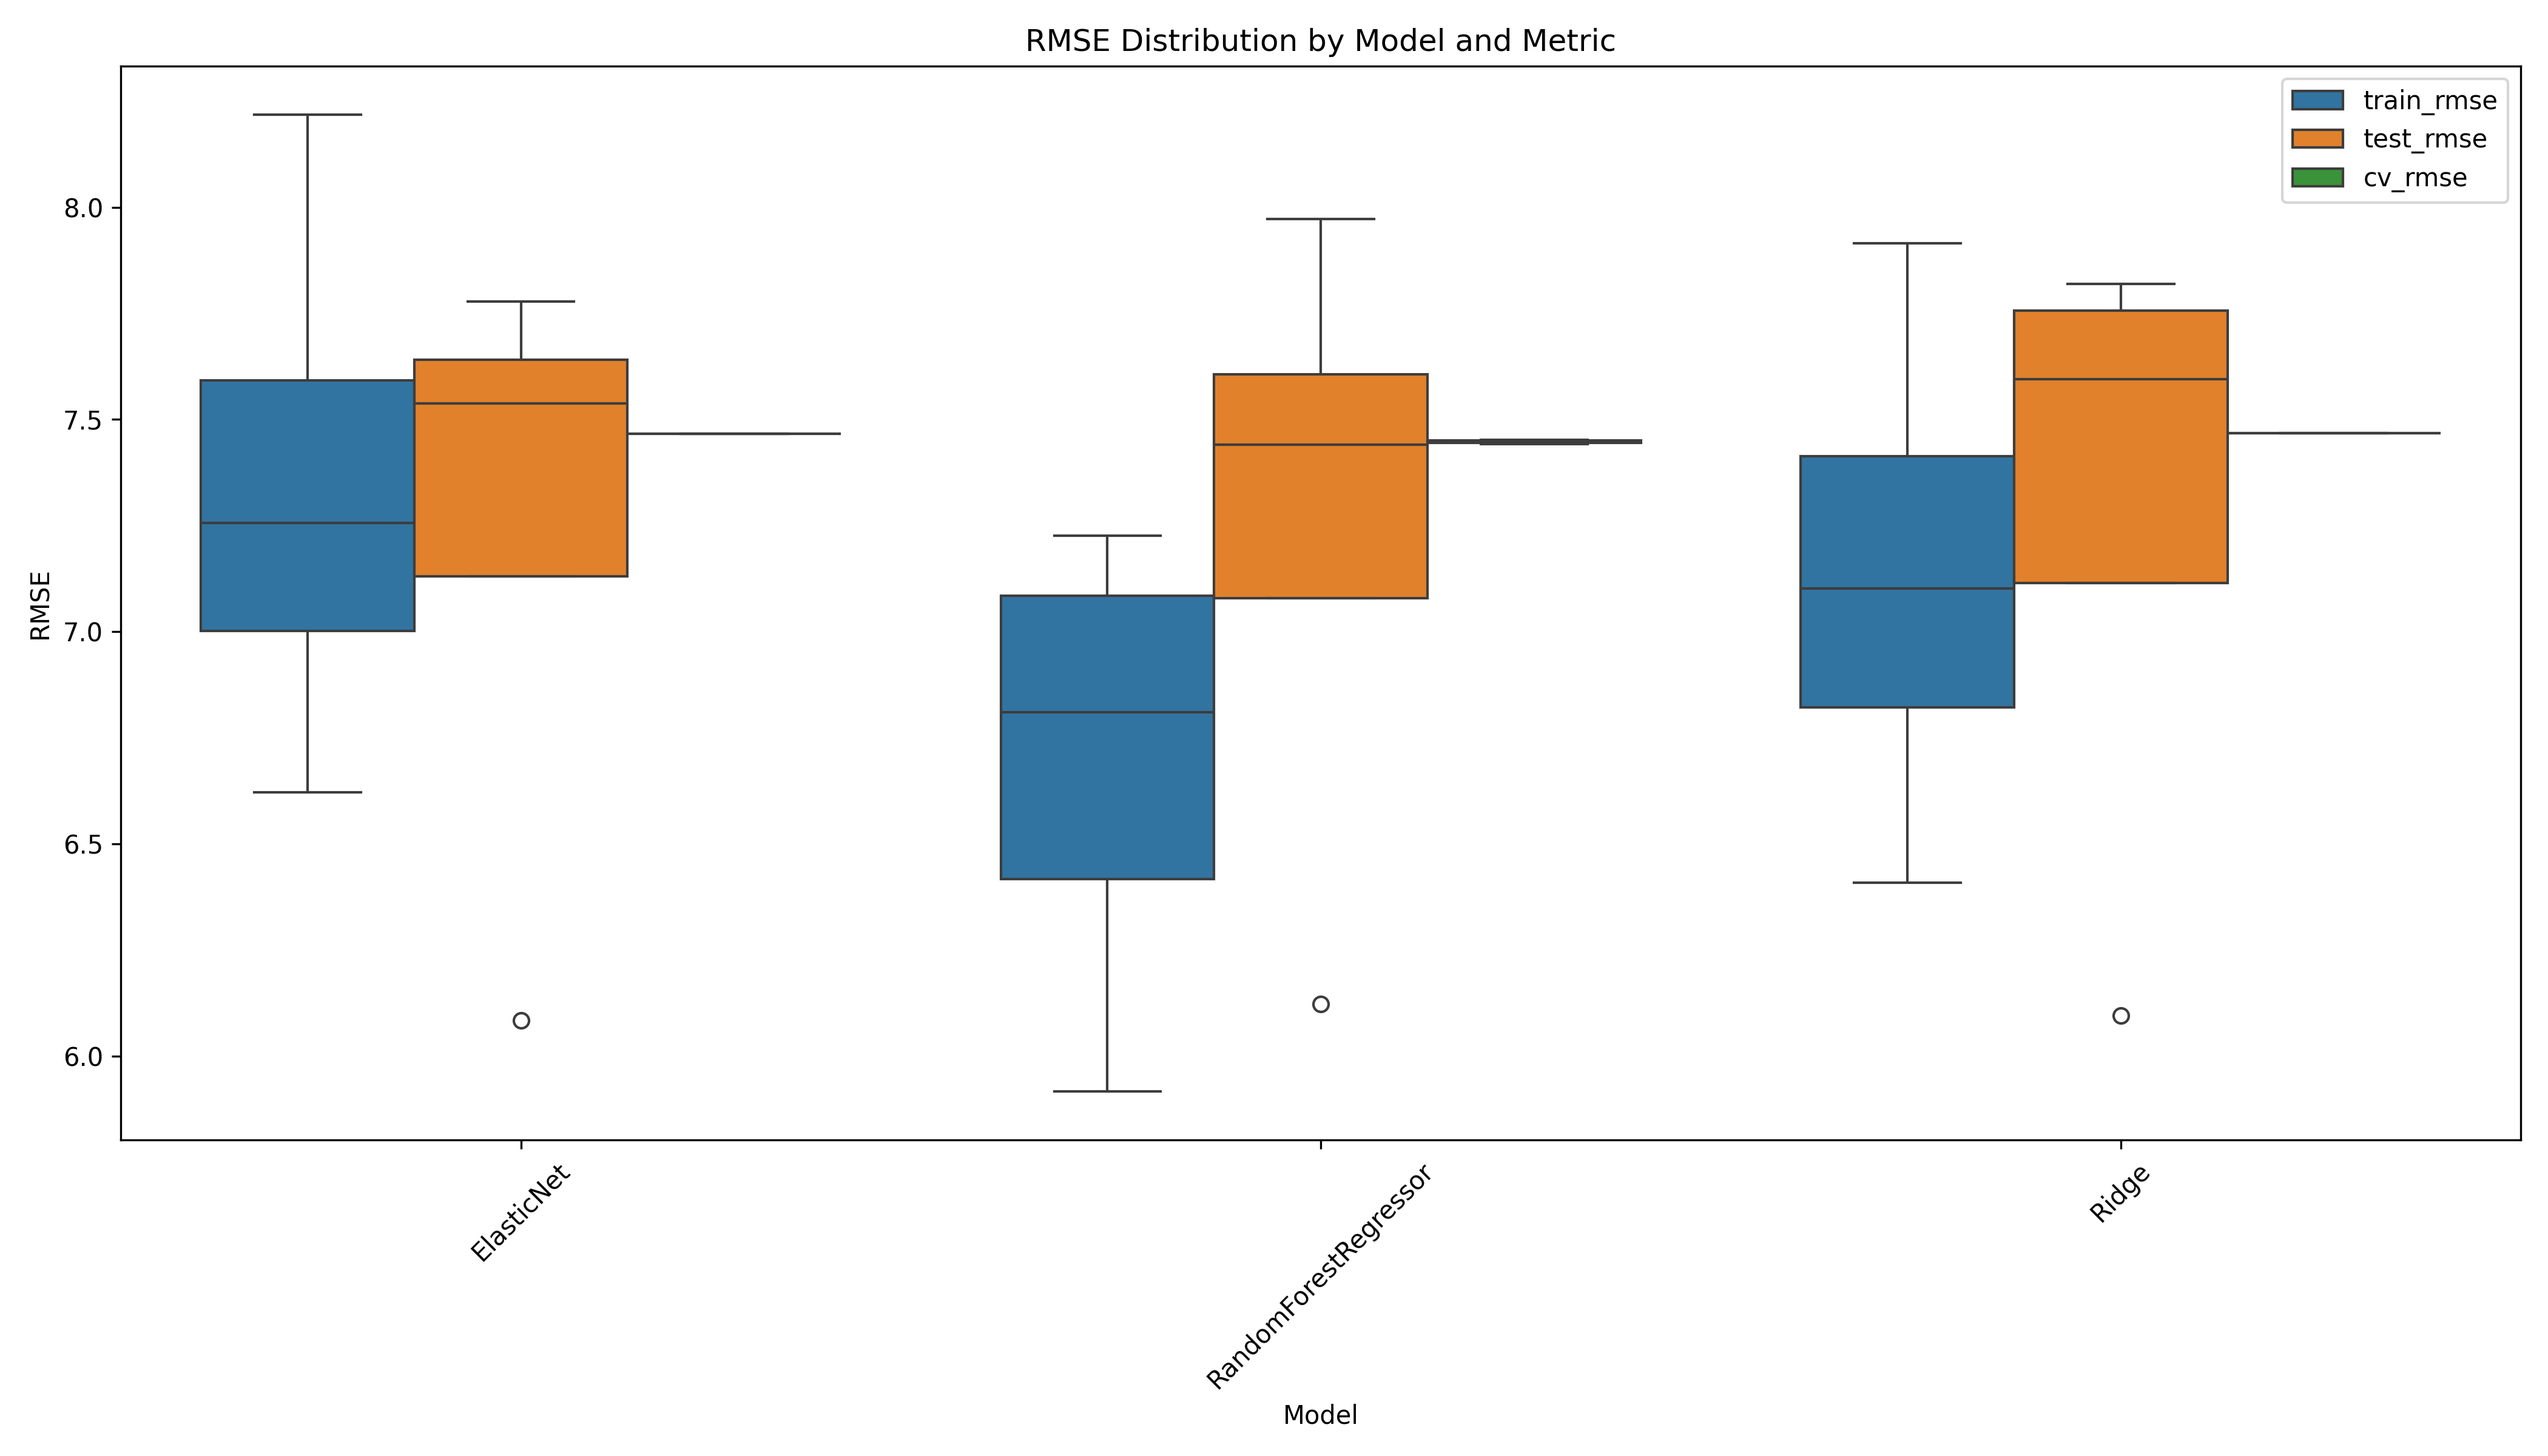 RMSE Distribution by Model and Metric
train_rmse
test_rmse
cv_rmse
8.0
7.5
7.0
6.5
6.0
RMSE
ElasticNet
RandomForestRegressor
Ridge
Model